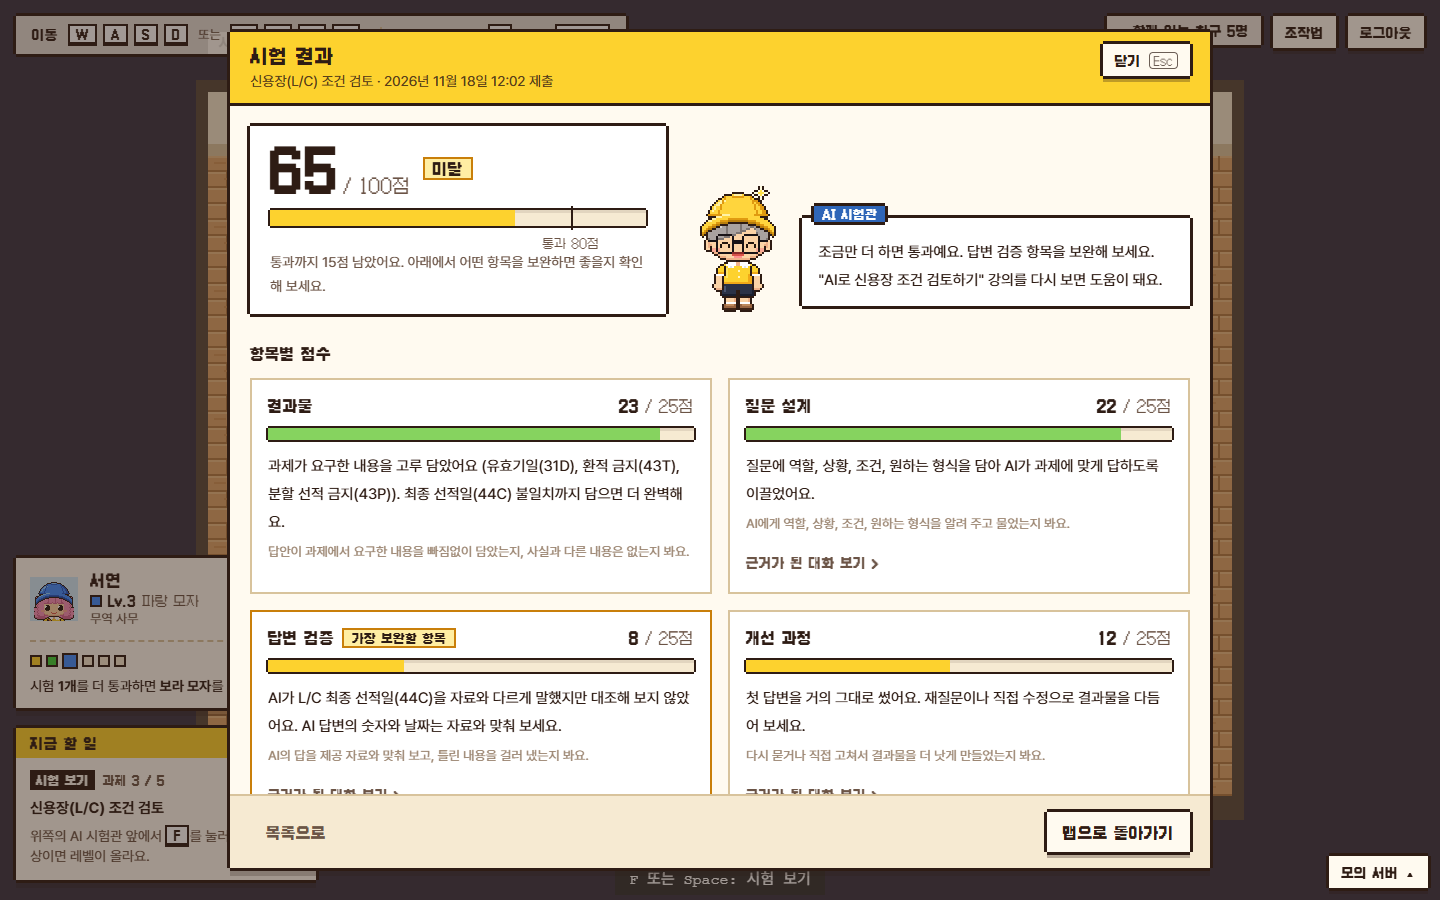 이동 W A S D 또는
구 5명
조작법
로그아웃
시험 결과
신용장(L/C) 조건 검토 · 2026년 11월 18일 12:02 제출
닫기 Esc
65 / 100점 미달
통과 80점
통과까지 15점 남았어요. 아래에서 어떤 항목을 보완하면 좋을지 확인
해 보세요.
AI 시험관
조금만 더 하면 통과예요. 답변 검증 항목을 보완해 보세요.
"AI로 신용장 조건 검토하기" 강의를 다시 보면 도움이 돼요.
항목별 점수
결과물 23 / 25점
과제가 요구한 내용을 고루 담았어요 (유효기일(31D), 환적 금지(43T),
분할 선적 금지(43P)). 최종 선적일(44C) 불일치까지 담으면 더 완벽해
요.
답안이 과제에서 요구한 내용을 빠짐없이 담았는지, 사실과 다른 내용은 없는지 봐요.
질문 설계 22 / 25점
질문에 역할, 상황, 조건, 원하는 형식을 담아 AI가 과제에 맞게 답하도록
이끌었어요.
AI에게 역할, 상황, 조건, 원하는 형식을 알려 주고 물었는지 봐요.
근거가 된 대화 보기 >
답변 검증 가장 보완할 항목 8 / 25점
AI가 L/C 최종 선적일(44C)을 자료와 다르게 말했지만 대조해 보지 않았
어요. AI 답변의 숫자와 날짜는 자료와 맞춰 보세요.
AI의 답을 제공 자료와 맞춰 보고, 틀린 내용을 걸러 냈는지 봐요.
근거가 된 대화 보기 >
개선 과정 12 / 25점
첫 답변을 거의 그대로 썼어요. 재질문이나 직접 수정으로 결과물을 다듬
어 보세요.
다시 묻거나 직접 고쳐서 결과물을 더 낫게 만들었는지 봐요.
근거가 된 대화 보기 >
서연
Lv.3 파랑 모자
무역 사무
시험 1개를 더 통과하면 보라 모자를
지금 할 일
시험 보기 과제 3 / 5
신용장(L/C) 조건 검토
위쪽의 AI 시험관 앞에서 F 를 눌러
상이면 레벨이 올라요.
목록으로
맵으로 돌아가기
F 또는 Space: 시험 보기
모의 서버 ▲